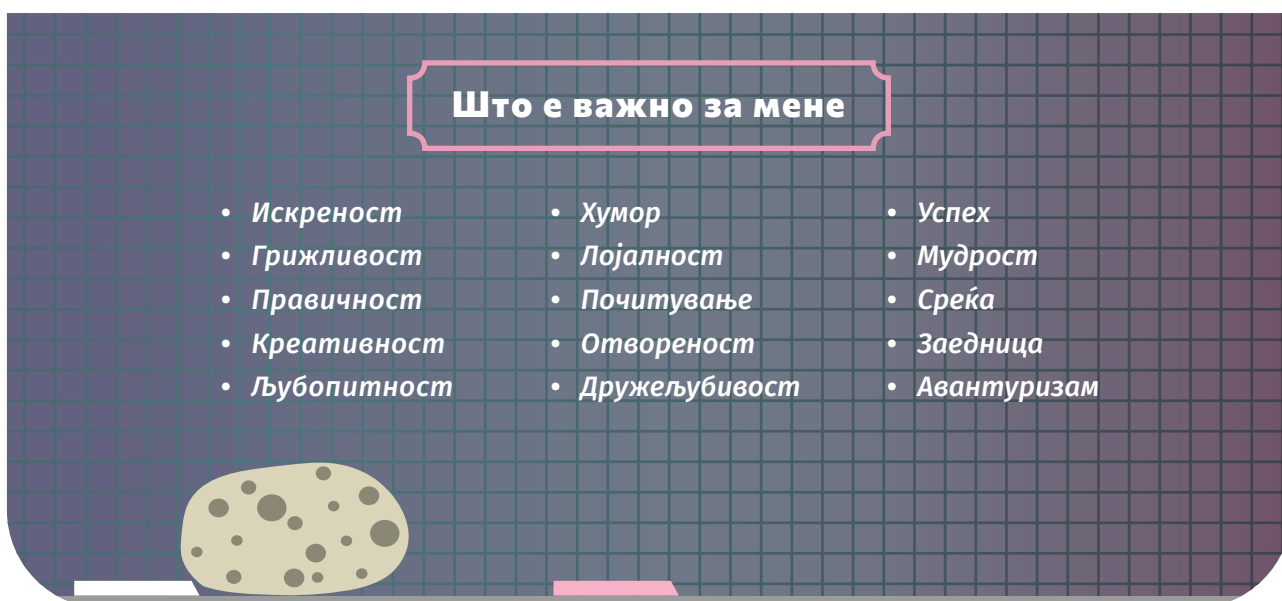 Што е важно за мене
• Искреност
• Грижливост
• Правичност
• Креативност
• Љубопитност
• Хумор
• Лојалност
• Почитување
• Отвореност
• Дружељубивост
• Успех
• Мудрост
• Среќа
• Заедница
• Авантуризам